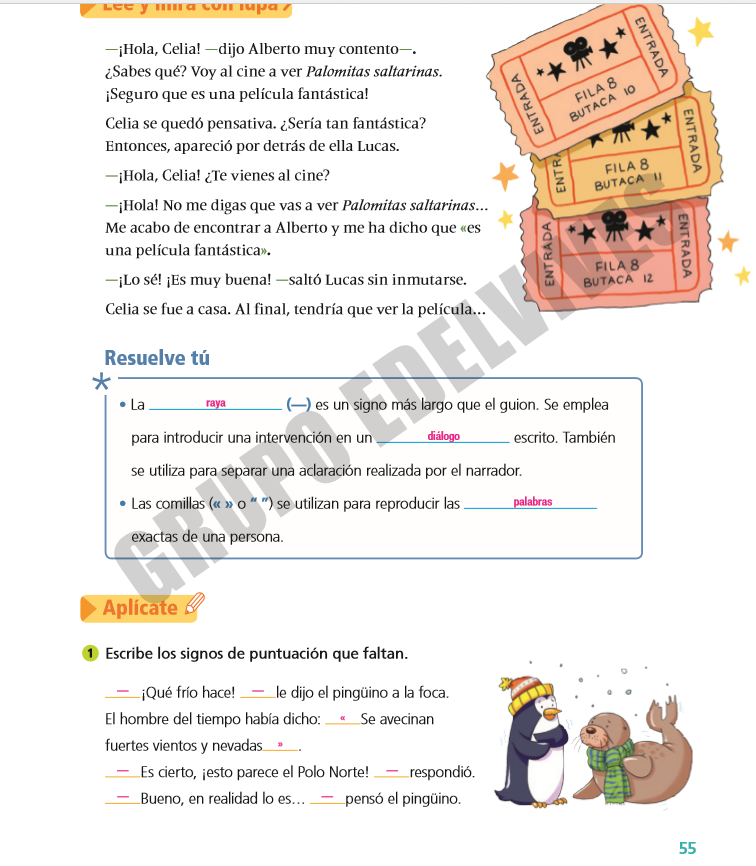 Lee y mira con lupa
—¡Hola, Celia! —dijo Alberto muy contento—.
¿Sabes qué? Voy al cine a ver Palomitas saltarinas.
¡Seguro que es una película fantástica!
Celia se quedó pensativa. ¿Sería tan fantástica?
Entonces, apareció por detrás de ella Lucas.
—¡Hola, Celia! ¿Te vienes al cine?
—¡Hola! No me digas que vas a ver Palomitas saltarinas...
Me acabo de encontrar a Alberto y me ha dicho que «es
una película fantástica».
—¡Lo sé! ¡Es muy buena! —saltó Lucas sin inmutarse.
Celia se fue a casa. Al final, tendría que ver la película...
ENTRADA
FILA 8
BUTACA 10
ENTRADA
ENTRA
FILA 8
BUTACA 11
ENTRADA
ENTRADA
FILA 8
BUTACA 12
ENTRADA
GRUPO EDELVIVES
Resuelve tú
* 
• La raya (—) es un signo más largo que el guion. Se emplea
para introducir una intervención en un diálogo escrito. También
se utiliza para separar una aclaración realizada por el narrador.
• Las comillas (« » o “ ”) se utilizan para reproducir las palabras
exactas de una persona.
Aplícate
1 Escribe los signos de puntuación que faltan.
— ¡Qué frío hace! — le dijo el pingüino a la foca.
El hombre del tiempo había dicho: « Se avecinan
fuertes vientos y nevadas ».
— Es cierto, ¡esto parece el Polo Norte! — respondió.
— Bueno, en realidad lo es... — pensó el pingüino.
55